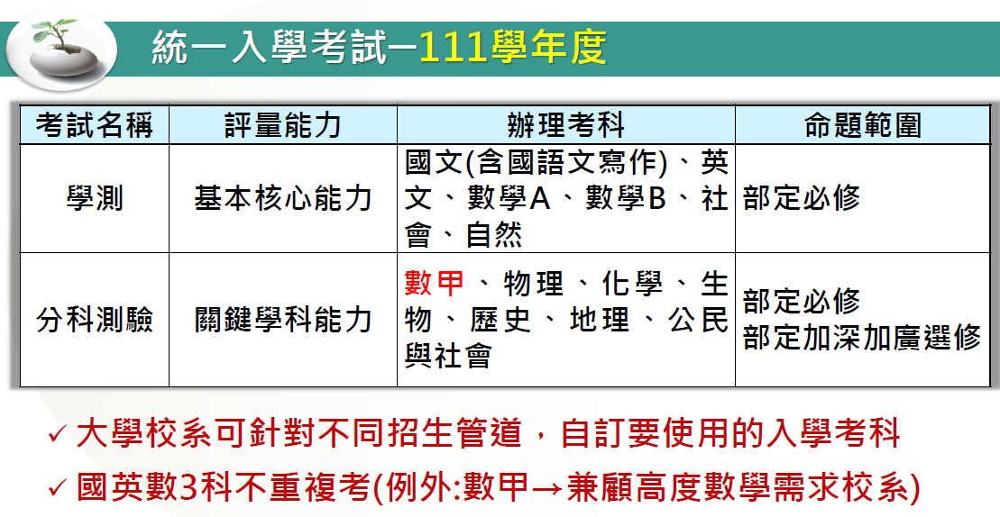 統一入學考試─111學年度
考試名稱
評量能力
辦理考科
命題範圍
學測
基本核心能力
國文(含國語文寫作)、英
文、數學A、數學B、社
會、自然
部定必修
分科測驗
關鍵學科能力
數甲、物理、化學、生
物、歷史、地理、公民
與社會
部定必修
部定加深加廣選修
✓ 大學校系可針對不同招生管道，自訂要使用的入學考科
✓ 國英數3科不重複考(例外:數甲→兼顧高度數學需求校系)